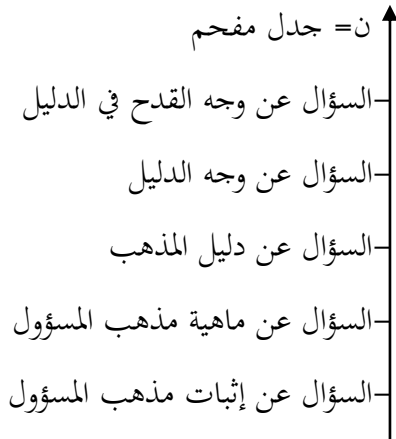 ن= جدل مفحم
السؤال عن وجه القدح في الدليل
السؤال عن وجه الدليل
السؤال عن دليل المذهب
السؤال عن ماهية مذهب المسؤول
السؤال عن إثبات مذهب المسؤول